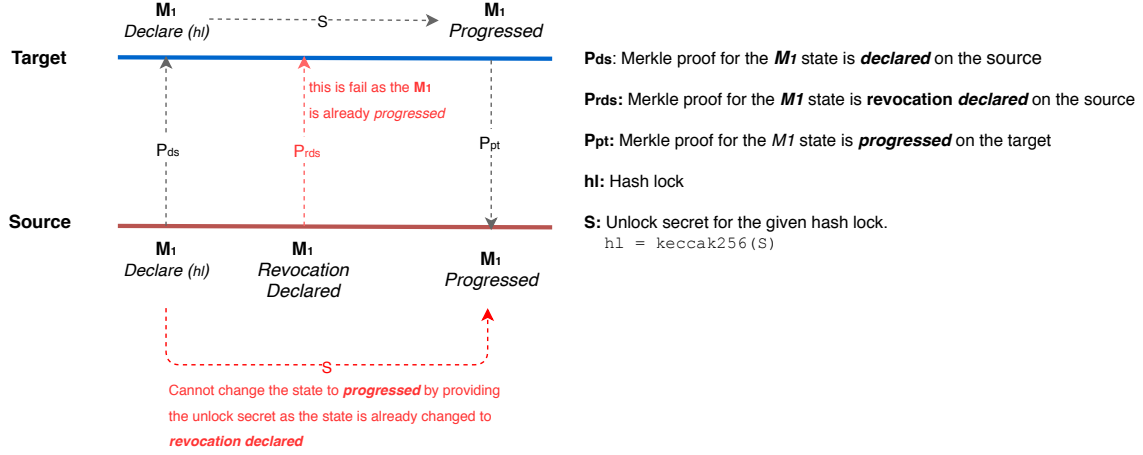 M1
Declare (hl)
S
M1
Progressed
Target
this is fail as the M1
is already progressed
Pds
Prds
Ppt
Source
M1
Declare (hl)
M1
Revocation
Declared
M1
Progressed
S
Cannot change the state to progressed by providing
the unlock secret as the state is already changed to
revocation declared
Pds: Merkle proof for the M1 state is declared on the source
Prds: Merkle proof for the M1 state is revocation declared on the source
Ppt: Merkle proof for the M1 state is progressed on the target
hl: Hash lock
S: Unlock secret for the given hash lock.
hl = keccak256(S)